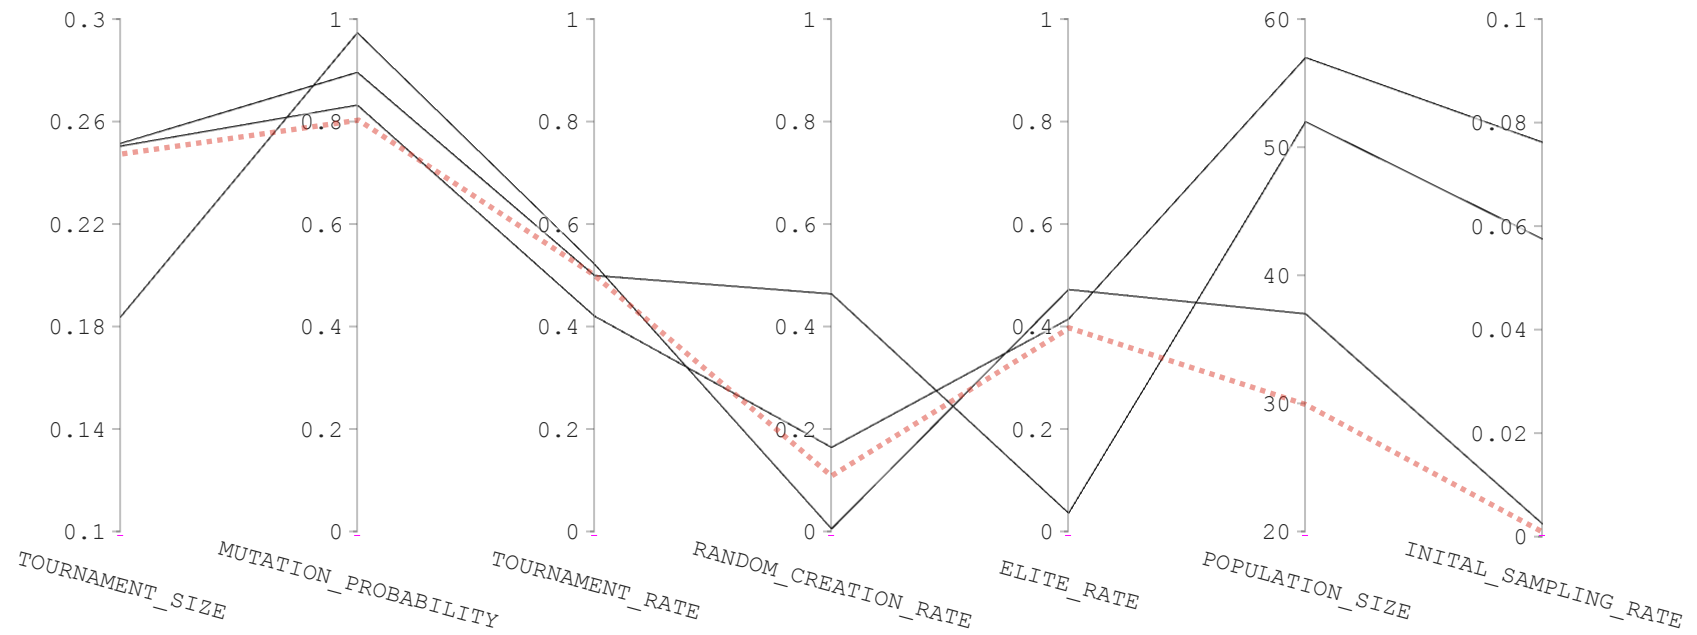 0.3 1 1 1 1 60 0.1
0.26 0.8 0.8 0.8 0.8 50 0.08
0.22 0.6 0.6 0.6 0.6 40 0.06
0.18 0.4 0.4 0.4 0.4 30 0.04
0.14 0.2 0.2 0.2 0.2 0.02
0.1 0 0 0 0 20 0
TOURNAMENT_SIZE
MUTATION_PROBABILITY
TOURNAMENT_RATE
RANDOM_CREATION_RATE
ELITE_RATE
POPULATION_SIZE
INITAL_SAMPLING_RATE